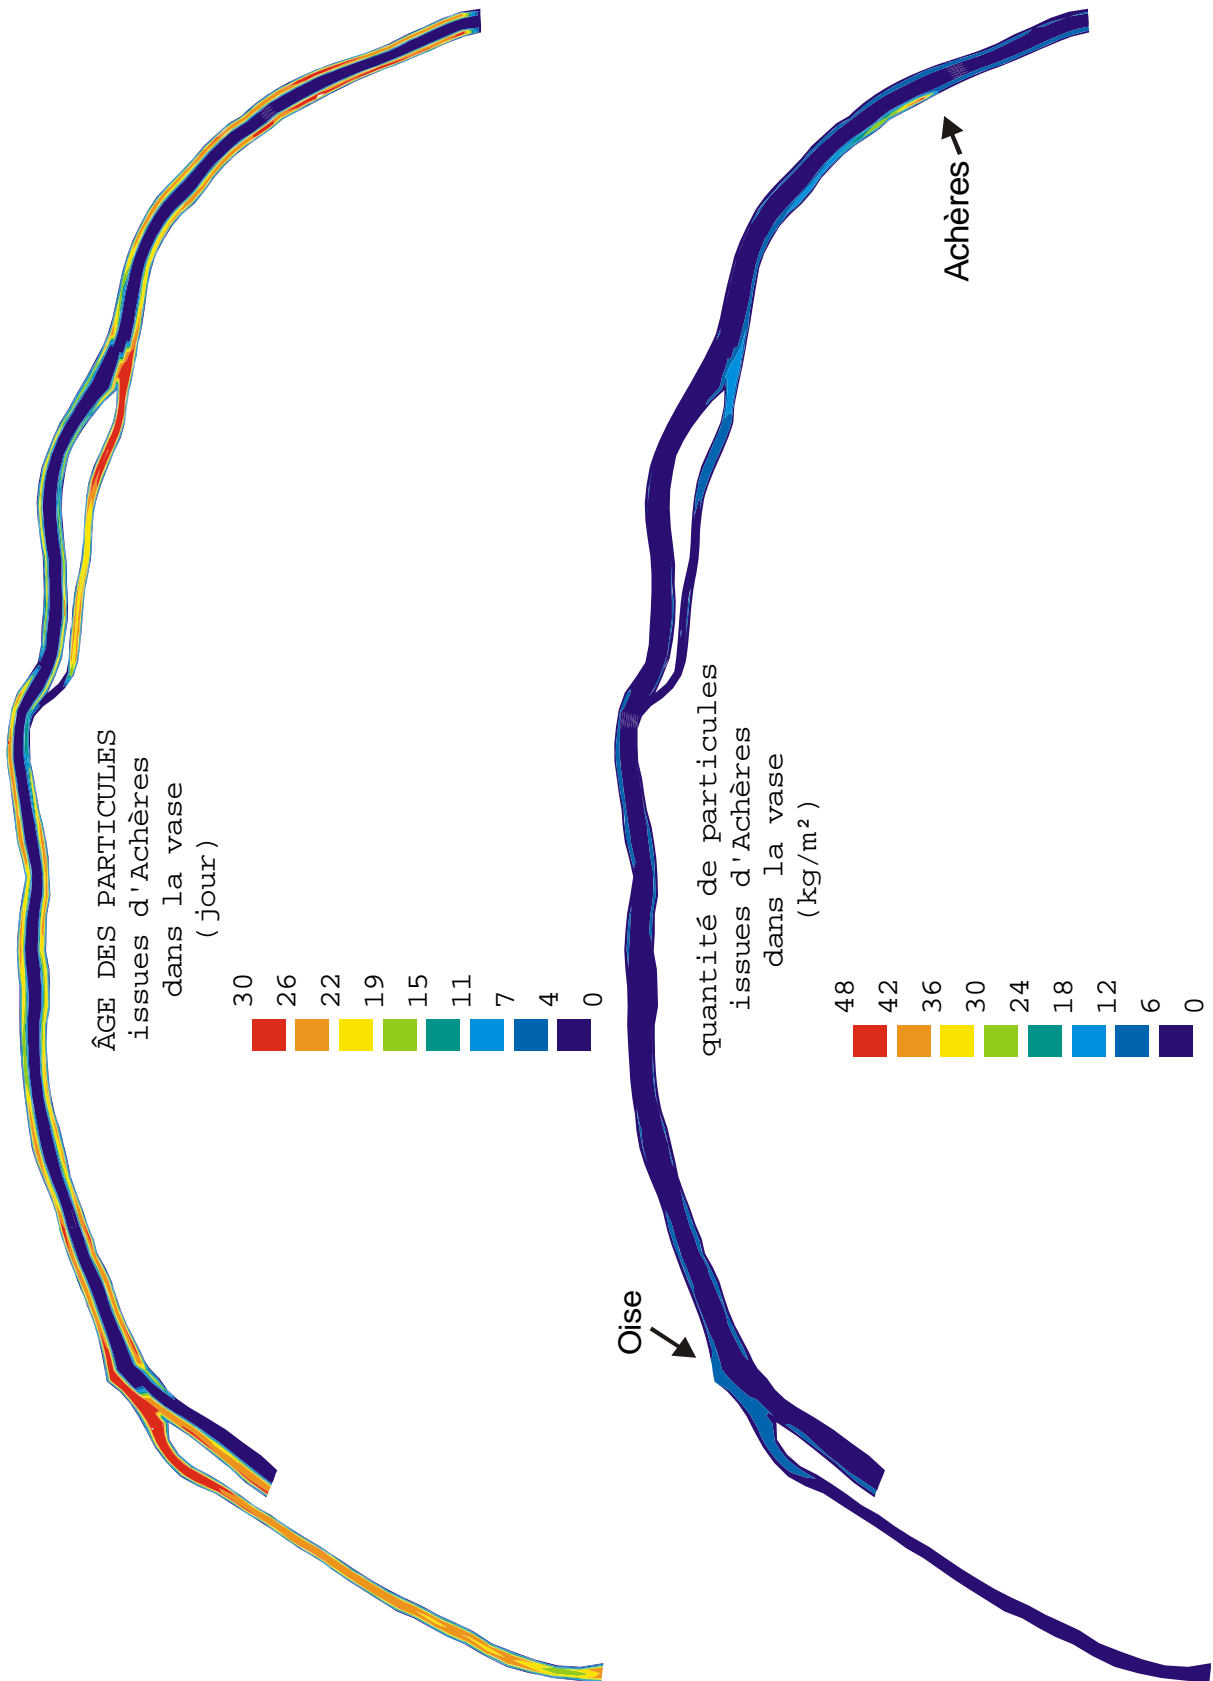 ÂGE DES PARTICULES
issues d'Achères
dans la vase
(jour)
30
26
22
19
15
11
7
4
0
quantité de particules
issues d'Achères
dans la vase
(kg/m²)
48
42
36
30
24
18
12
6
0
Oise
Achères